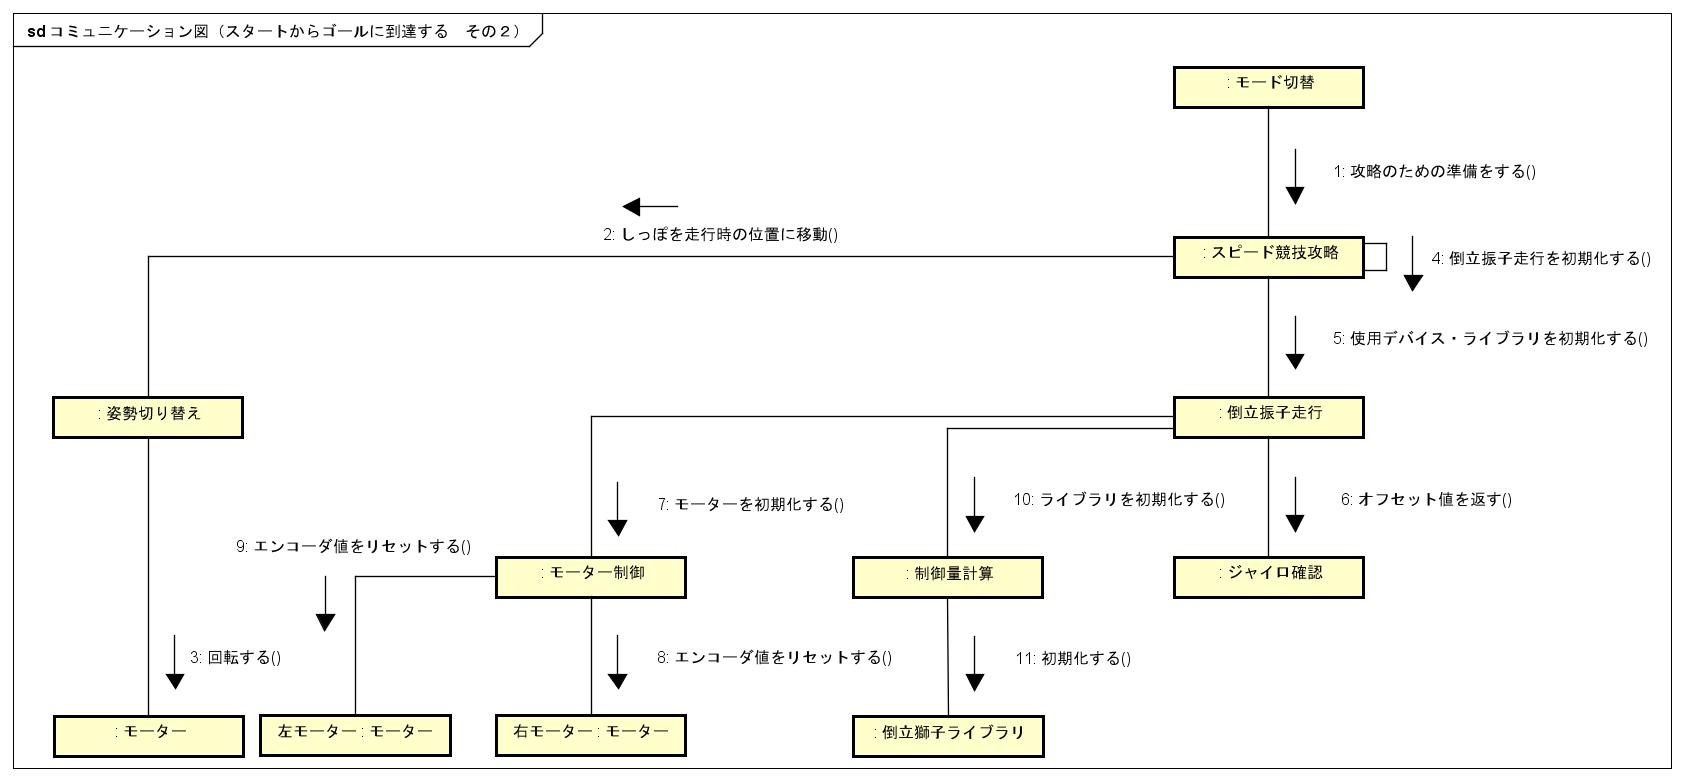 sd コミュニケーション図（スタートからゴールに到達する　その２）
: モード切替
1: 攻略のための準備をする()
2: しっぽを走行時の位置に移動()
: スピード競技攻略
4: 倒立振子走行を初期化する()
5: 使用デバイス・ライブラリを初期化する()
: 姿勢切り替え
: 倒立振子走行
7: モーターを初期化する()
10: ライブラリを初期化する()
6: オフセット値を返す()
9: エンコーダ値をリセットする()
: モーター制御
: 制御量計算
: ジャイロ確認
3: 回転する()
8: エンコーダ値をリセットする()
11: 初期化する()
: モーター
左モーター : モーター
右モーター : モーター
: 倒立獅子ライブラリ